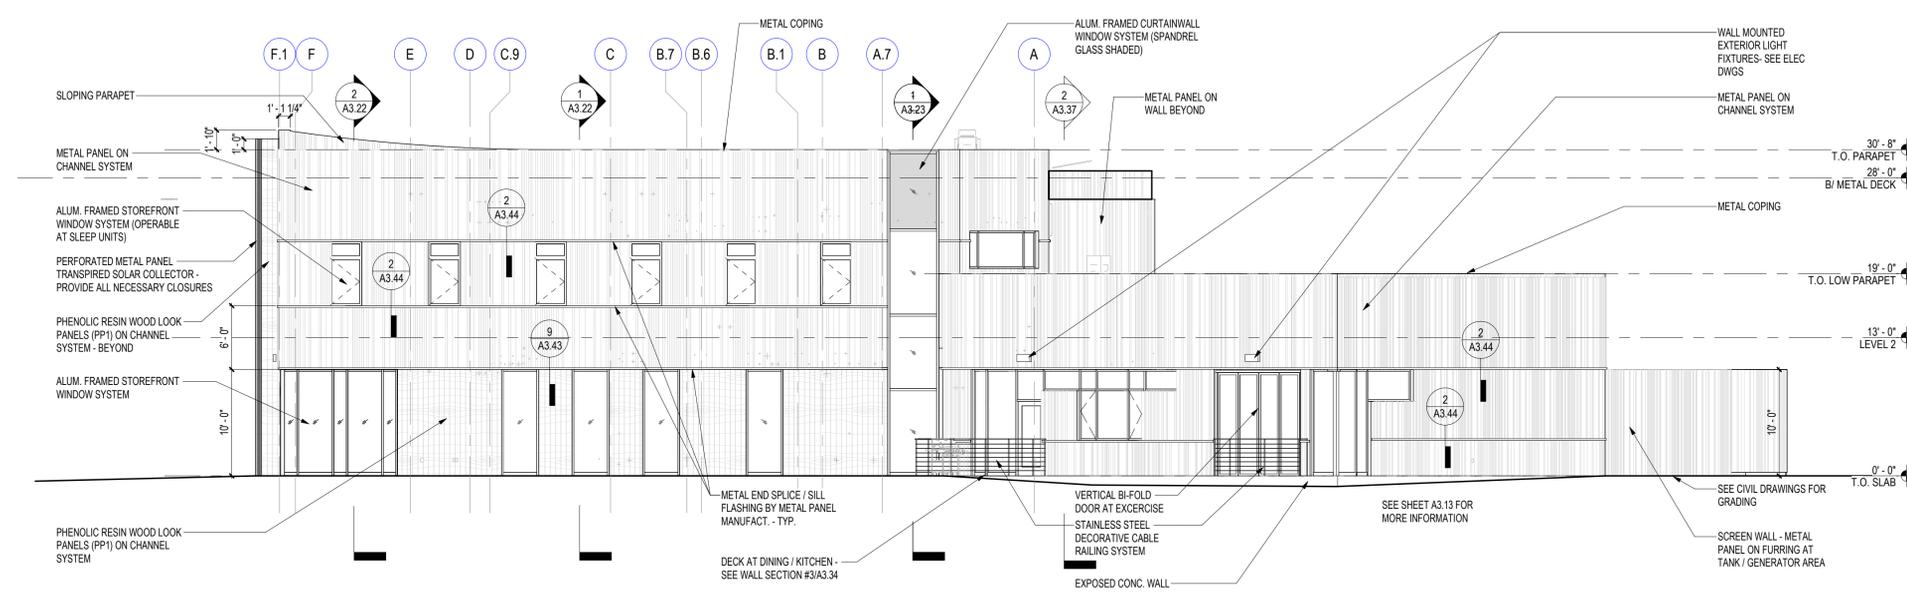 METAL COPING
ALUM. FRAMED CURTAINWALL
WINDOW SYSTEM (SPANDREL
GLASS SHADED)
WALL MOUNTED
EXTERIOR LIGHT
FIXTURES- SEE ELEC
DWGS
F.1
F
E
D
C.9
C
B.7
B.6
B.1
B
A.7
A
SLOPING PARAPET
1' - 1 1/4"
2
A3.22
1
A3.22
1
A3.23
2
A3.37
METAL PANEL ON
WALL BEYOND
METAL PANEL ON
CHANNEL SYSTEM
1' - 10"
1' - 0"
METAL PANEL ON
CHANNEL SYSTEM
30' - 8"
T.O. PARAPET
28' - 0"
B/ METAL DECK
ALUM. FRAMED STOREFRONT
WINDOW SYSTEM (OPERABLE
AT SLEEP UNITS)
2
A3.44
METAL COPING
PERFORATED METAL PANEL
TRANSPIRED SOLAR COLLECTOR -
PROVIDE ALL NECESSARY CLOSURES
2
A3.44
19' - 0"
T.O. LOW PARAPET
PHENOLIC RESIN WOOD LOOK
PANELS (PP1) ON CHANNEL
SYSTEM - BEYOND
6' - 0"
9
A3.43
2
A3.44
13' - 0"
LEVEL 2
ALUM. FRAMED STOREFRONT
WINDOW SYSTEM
10' - 0"
2
A3.44
10' - 0"
0' - 0"
T.O. SLAB
METAL END SPLICE / SILL
FLASHING BY METAL PANEL
MANUFACT. - TYP.
VERTICAL BI-FOLD
DOOR AT EXCERCISE
STAINLESS STEEL
DECORATIVE CABLE
RAILING SYSTEM
SEE SHEET A3.13 FOR
MORE INFORMATION
SEE CIVIL DRAWINGS FOR
GRADING
PHENOLIC RESIN WOOD LOOK
PANELS (PP1) ON CHANNEL
SYSTEM
DECK AT DINING / KITCHEN -
SEE WALL SECTION #3/A3.34
EXPOSED CONC. WALL
SCREEN WALL - METAL
PANEL ON FURRING AT
TANK / GENERATOR AREA